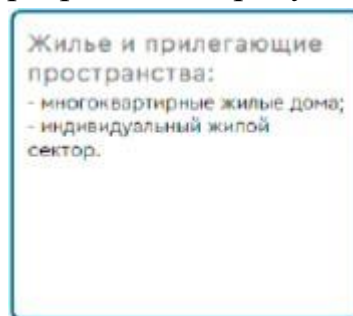 Жилье и прилегающие
пространства:
- многоквартирные жилые дома;
- индивидуальный жилой
сектор.